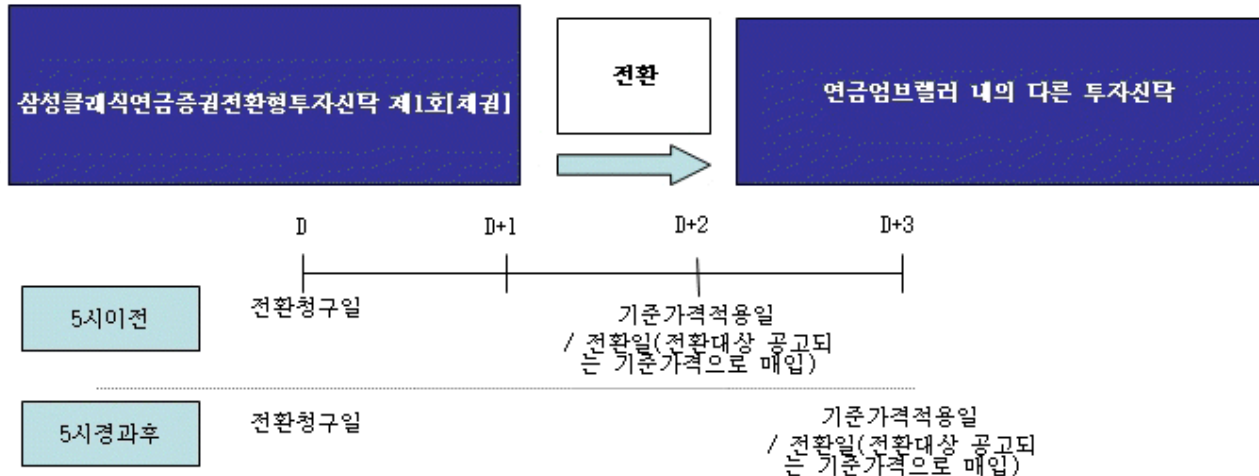 삼성클래식연금증권전환형투자신탁 제1호[채권]
전환
연금엄브렐러 내의 다른 투자신탁
D
D+1
D+2
D+3
5시이전
전환청구일
기준가격적용일
/ 전환일(전환대상 공고되
는 기준가격으로 매입)
5시경과후
전환청구일
기준가격적용일
/ 전환일(전환대상 공고되
는 기준가격으로 매입)